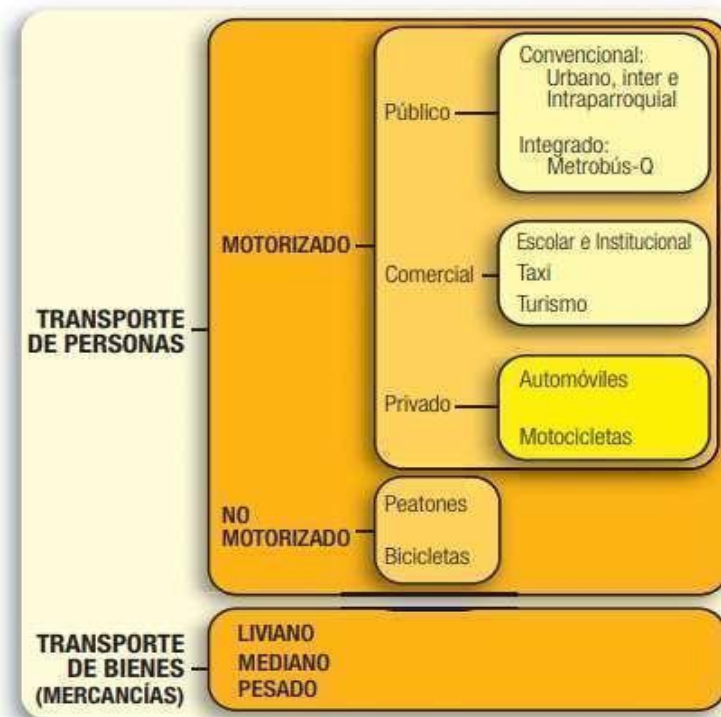 TRANSPORTE
DE PERSONAS
MOTORIZADO
Público
Convencional:
Urbano, inter e
Intraparroquial
Integrado:
Metrobús-Q
Comercial
Escolar e Institucional
Taxi
Turismo
Privado
Automóviles
Motocicletas
NO
MOTORIZADO
Peatones
Bicicletas
TRANSPORTE
DE BIENES
(MERCANCÍAS)
LIVIANO
MEDIANO
PESADO